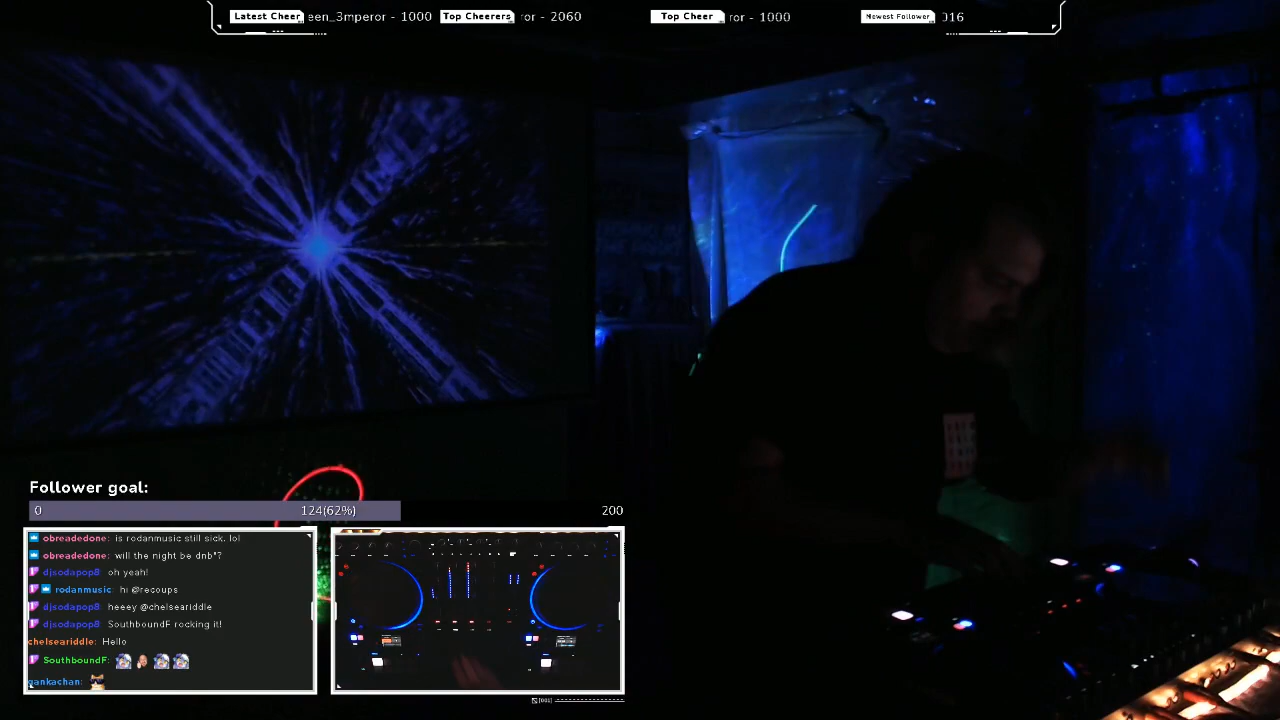 Latest Cheer een_3mperor - 1000 Top Cheerers ror - 2060 Top Cheer ror - 1000 Newest Follower 016
Follower goal:
0 124(62%) 200
obreadedone: is rodanmusic still sick. lol
obreadedone: will the night be dnb"?
djsodapop8: oh yeah!
rodanmusic: hi @recoups
djsodapop8: heeey @chelseariddle
djsodapop8: SouthboundF rocking it!
chelseariddle: Hello
SouthboundF:
nankachan: